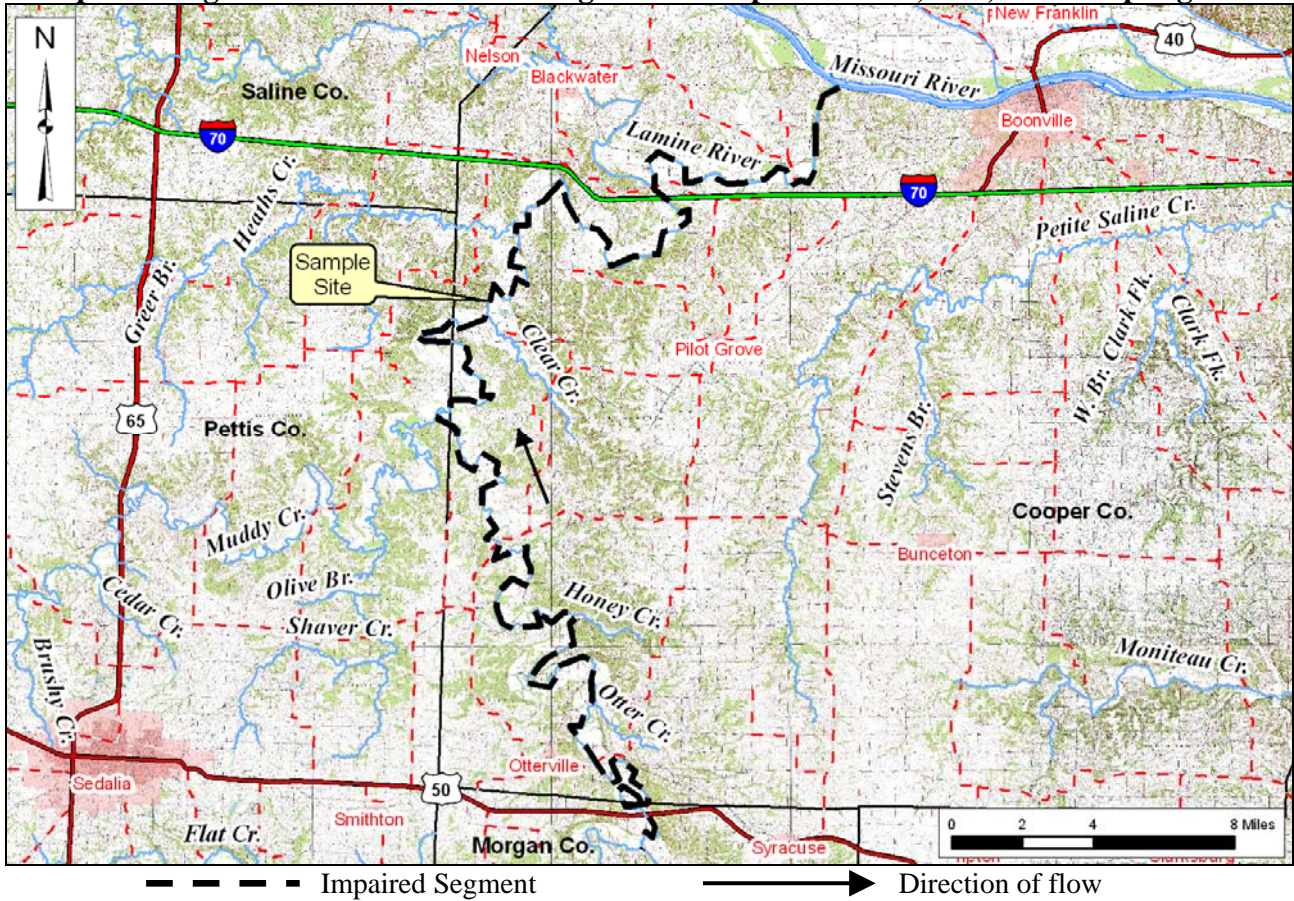 N
Saline Co.
Nelson
Blackwater
New Franklin
40
Missouri River
Boonville
70
Lamine River
70
Heaths Cr.
Petite Saline Cr.
Sample
Site
Greer Br.
Clear Cr.
Pilot Grove
W. Br. Clark Fk.
Clark Fk.
65
Pettis Co.
Stevens Br.
Cooper Co.
Muddy Cr.
Bunceton
Olive Br.
Cedar Cr.
Honey Cr.
Shaver Cr.
Brushy Cr.
Moniteau Cr.
Otter Cr.
Otterville
Sedalia
50
Smithton
Flat Cr.
Morgan Co.
Syracuse
0 2 4 8 Miles
Impaired Segment
Direction of flow